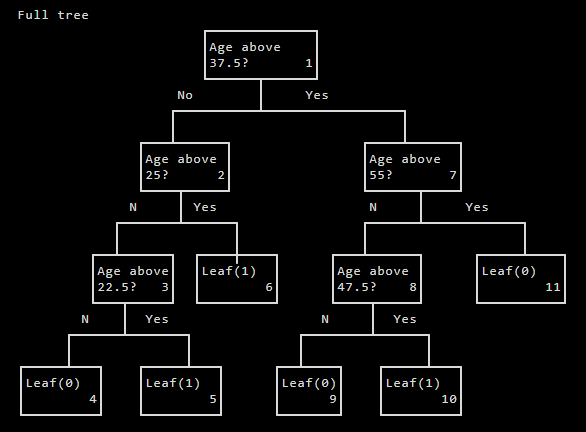 Full tree
Age above
37.5? 1
No Yes
Age above
25? 2
Age above
55? 7
N Yes
N Yes
Age above
22.5? 3
Leaf(1)
6
Age above
47.5? 8
Leaf(0)
11
N Yes
N Yes
Leaf(0)
4
Leaf(1)
5
Leaf(0)
9
Leaf(1)
10